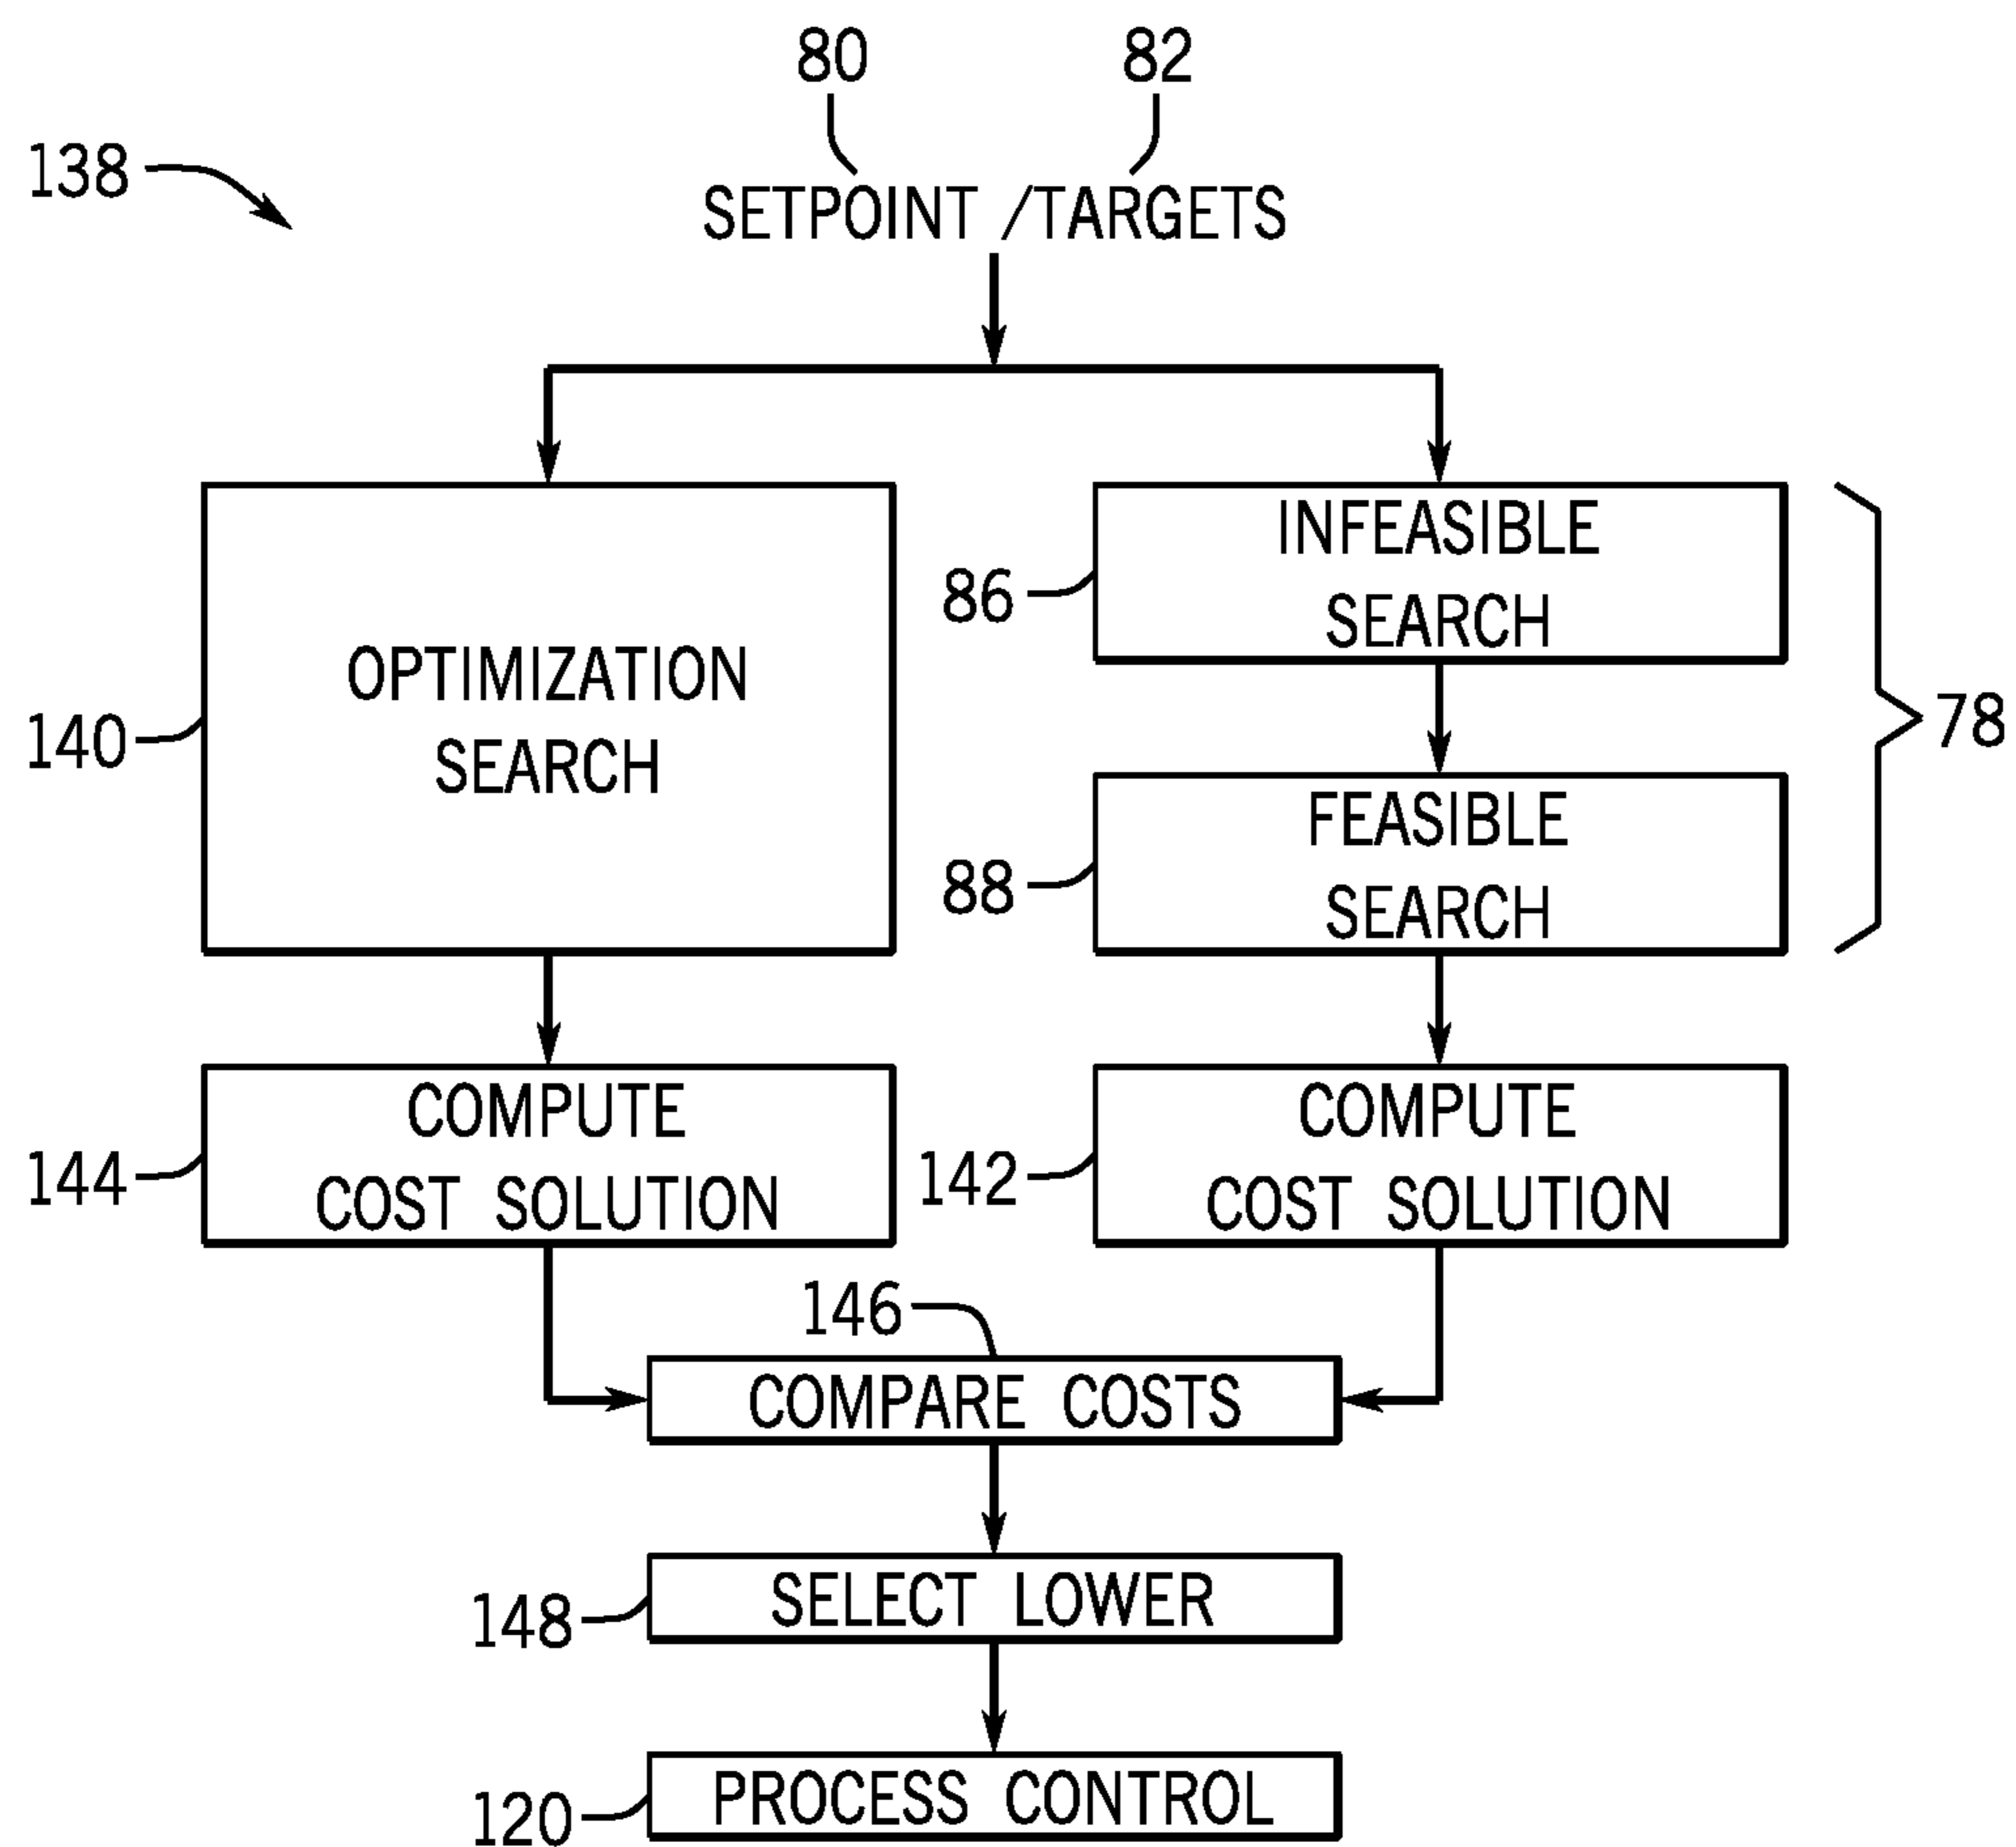 80 82
138
SETPOINT /TARGETS
OPTIMIZATION
SEARCH
140
INFEASIBLE
SEARCH
86
FEASIBLE
SEARCH
88
78
COMPUTE
COST SOLUTION
144
COMPUTE
COST SOLUTION
142
146
COMPARE COSTS
SELECT LOWER
148
PROCESS CONTROL
120